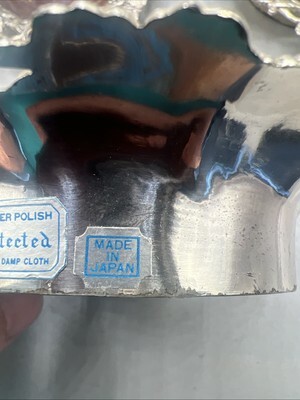 ER POLISH
tected
DAMP CLOTH
MADE
IN
JAPAN